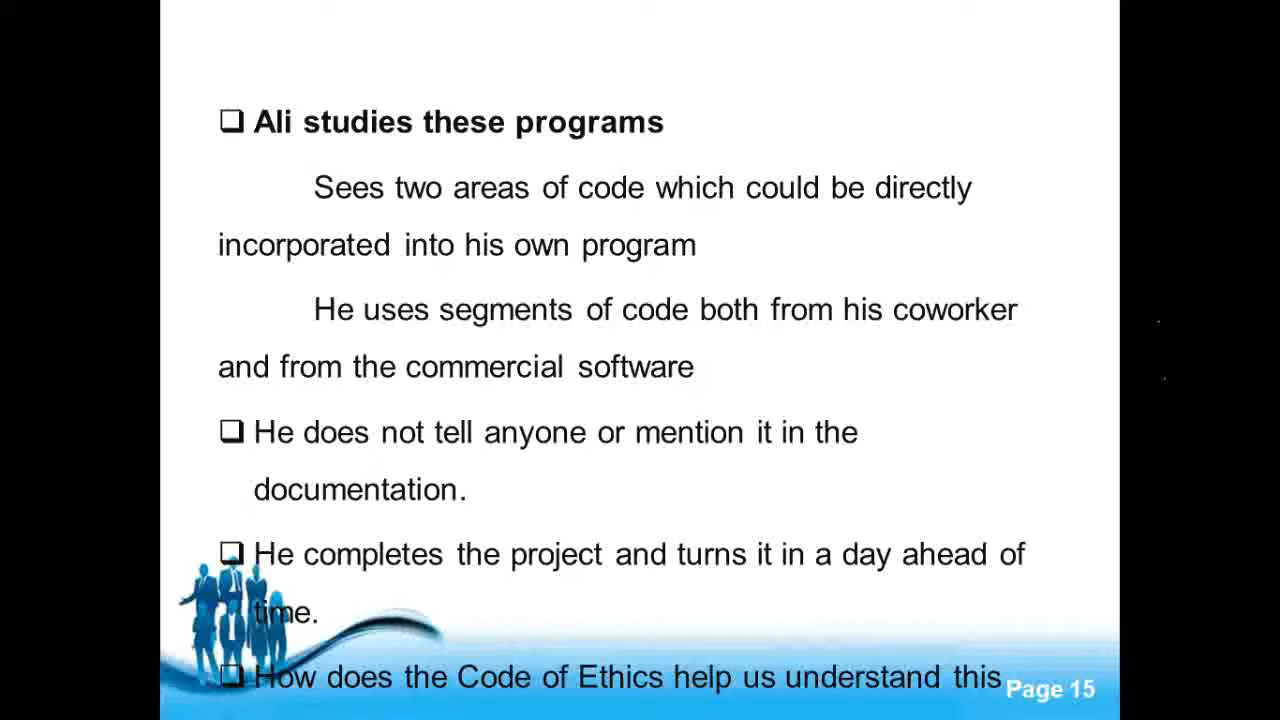 ❑ Ali studies these programs
Sees two areas of code which could be directly
incorporated into his own program
He uses segments of code both from his coworker
and from the commercial software
❑ He does not tell anyone or mention it in the
documentation.
❑ He completes the project and turns it in a day ahead of
time.
❑ How does the Code of Ethics help us understand this
Page 15